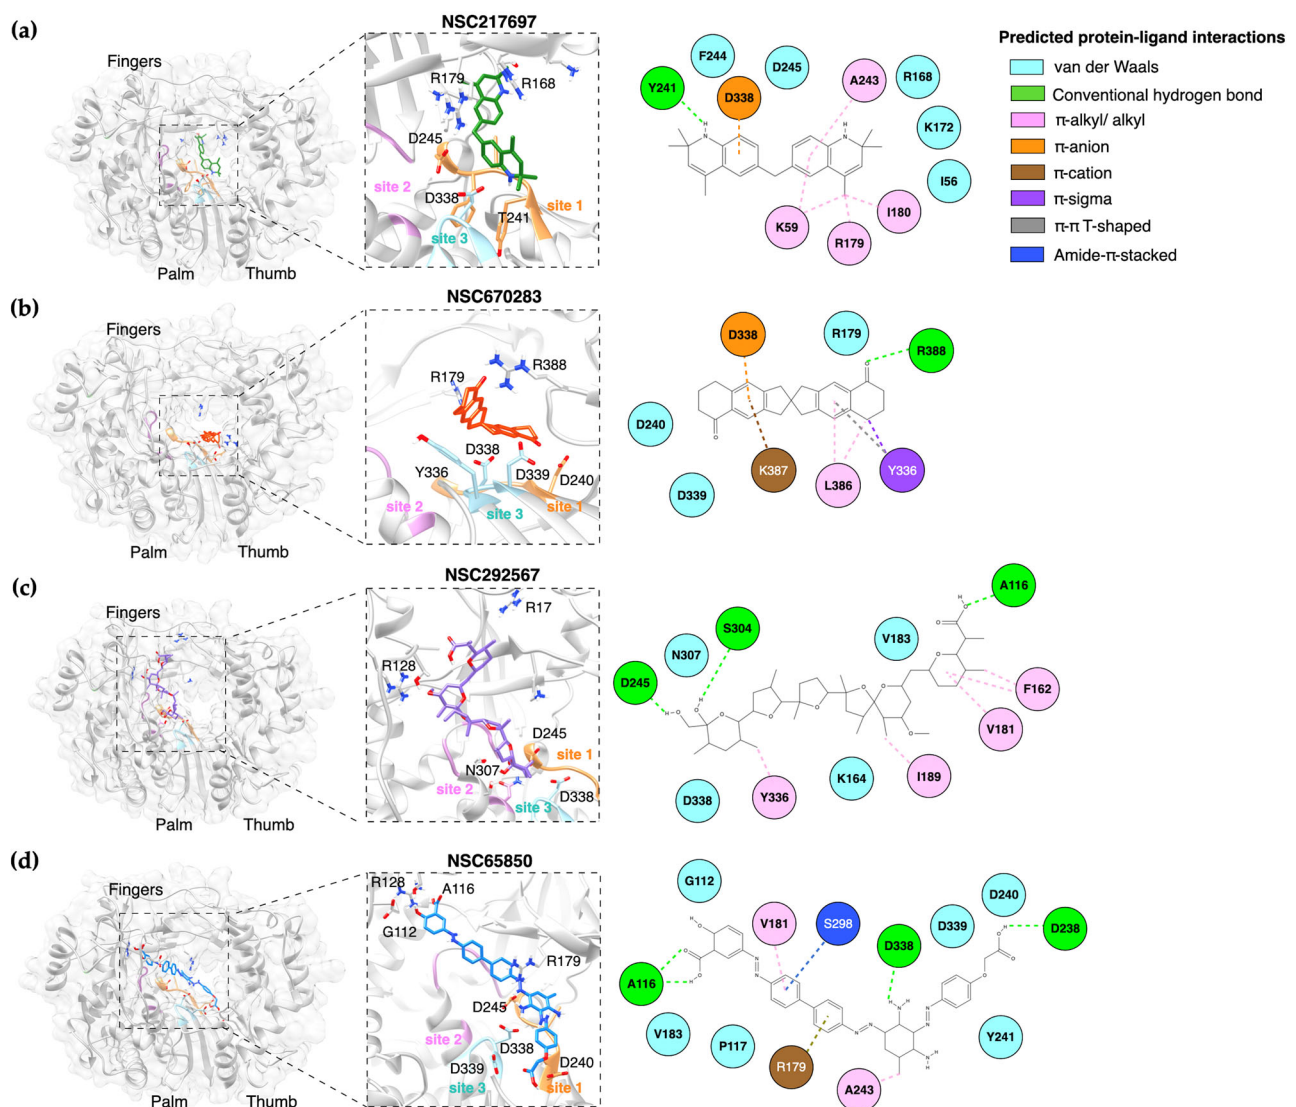 (a)
NSC217697
Fingers
Palm
Thumb
R179
R168
D245
site 2
D338
site 1
T241
site 3
F244
D245
A243
R168
Y241
D338
K172
I56
I180
K59
R179
Predicted protein-ligand interactions
van der Waals
Conventional hydrogen bond
π-alkyl/ alkyl
π-anion
π-cation
π-sigma
π-π T-shaped
Amide-π-stacked
(b)
NSC670283
Fingers
Palm
Thumb
R179
R388
Y336
D338
D339
D240
site 2
site 3
site 1
D338
R179
R388
D240
D339
K387
L386
Y336
(c)
NSC292567
Fingers
Palm
Thumb
R17
R128
D245
site 1
N307
site 2
D338
site 3
A116
S304
N307
V183
D245
F162
V181
D338
Y336
K164
I189
(d)
NSC65850
Fingers
Palm
Thumb
R128
A116
G112
R179
D245
site 2
D338
D339
D240
site 3
site 1
G112
V181
S298
D338
D339
D240
D238
A116
V183
P117
R179
A243
Y241